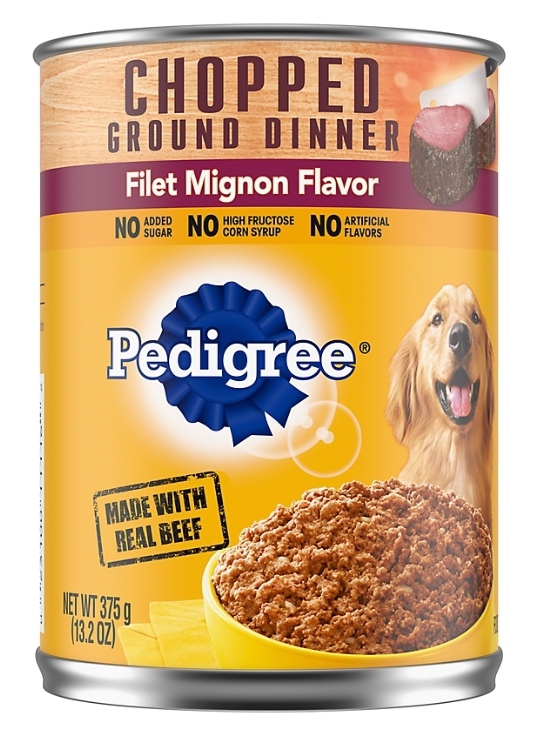 CHOPPED
GROUND DINNER
Filet Mignon Flavor
NO ADDED SUGAR NO HIGH FRUCTOSE CORN SYRUP NO ARTIFICIAL FLAVORS
Pedigree®
MADE WITH
REAL BEEF
NET WT 375 g
(13.2 OZ)